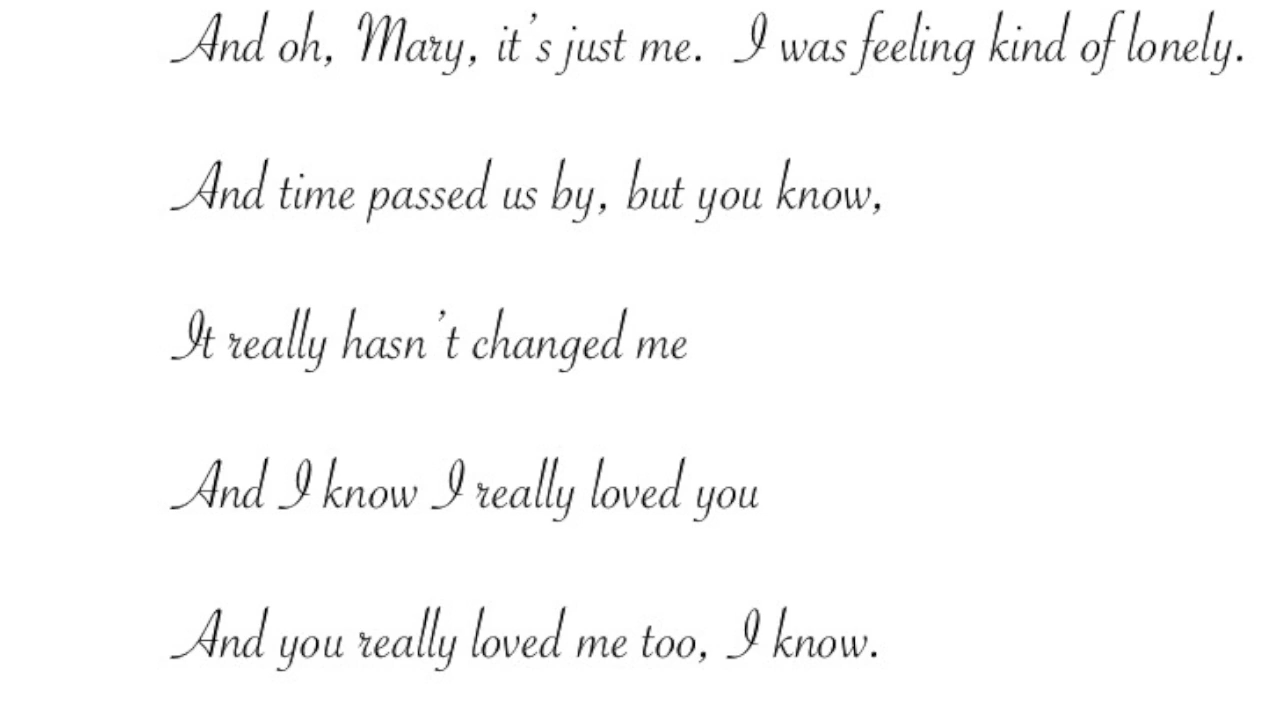 And oh, Mary, it's just me.  I was feeling kind of lonely.
And time passed us by, but you know,
It really hasn't changed me
And I know I really loved you
And you really loved me too, I know.